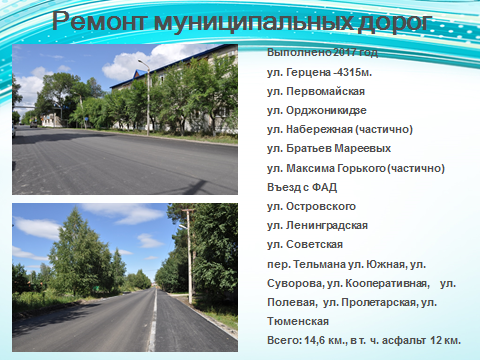 Ремонт муниципальных дорог
Выполнено 2017 год
ул. Герцена -4315м.
ул. Первомайская
ул. Орджоникидзе
ул. Набережная (частично)
ул. Братьев Мареевых
ул. Максима Горького (частично)
Въезд с ФАД
ул. Островского
ул. Ленинградская
ул. Советская
пер. Тельмана ул. Южная, ул.
Суворова, ул. Кооперативная, ул.
Полевая, ул. Пролетарская, ул.
Тюменская
Всего: 14,6 км., в т. ч. асфальт 12 км.